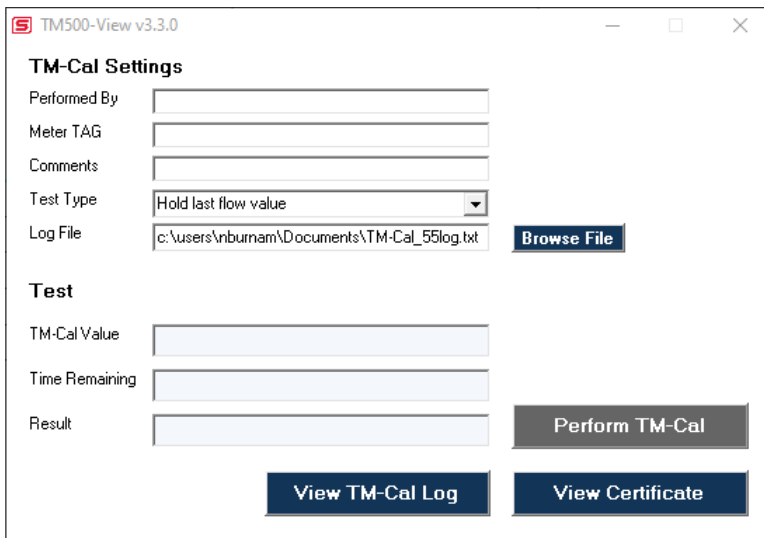 S TM500-View v3.3.0
TM-Cal Settings
Performed By
Meter TAG
Comments
Test Type Hold last flow value
Log File c:\users\nburnam\Documents\TM-Cal_55log.txt Browse File
Test
TM-Cal Value
Time Remaining
Result Perform TM-Cal
View TM-Cal Log View Certificate